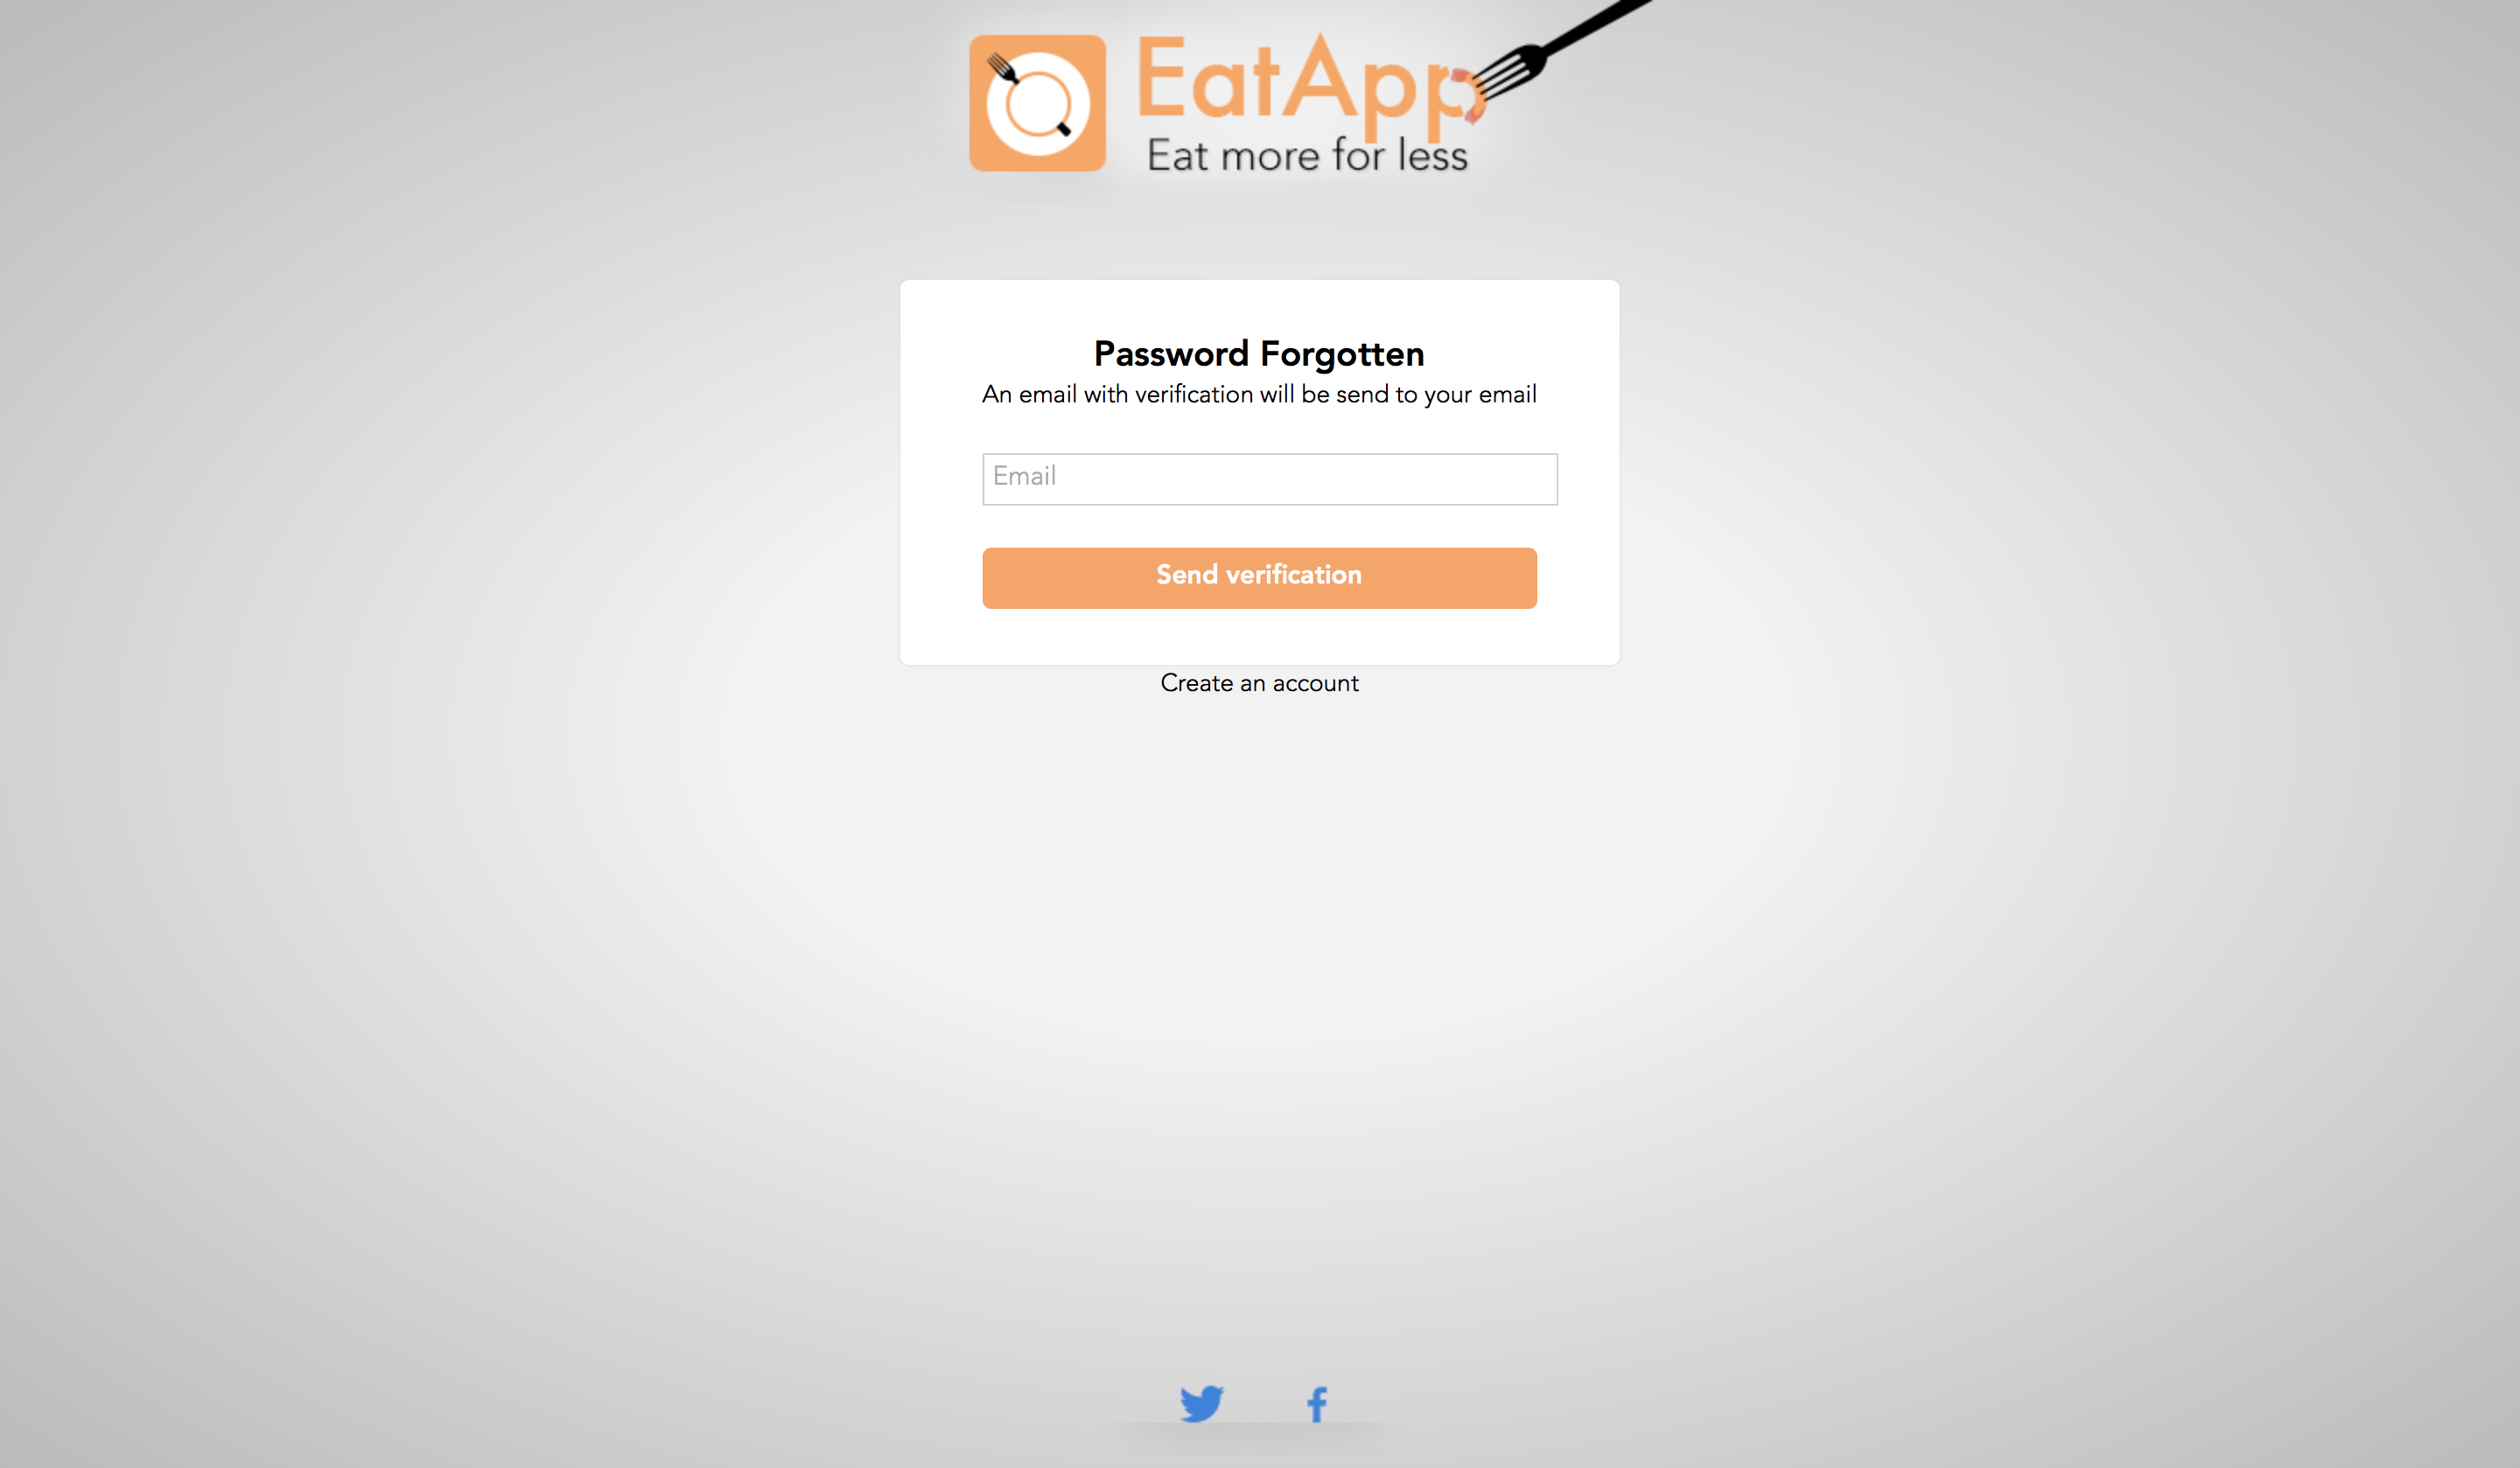 EatApp
Eat more for less
Password Forgotten
An email with verification will be send to your email
Email
Send verification
Create an account